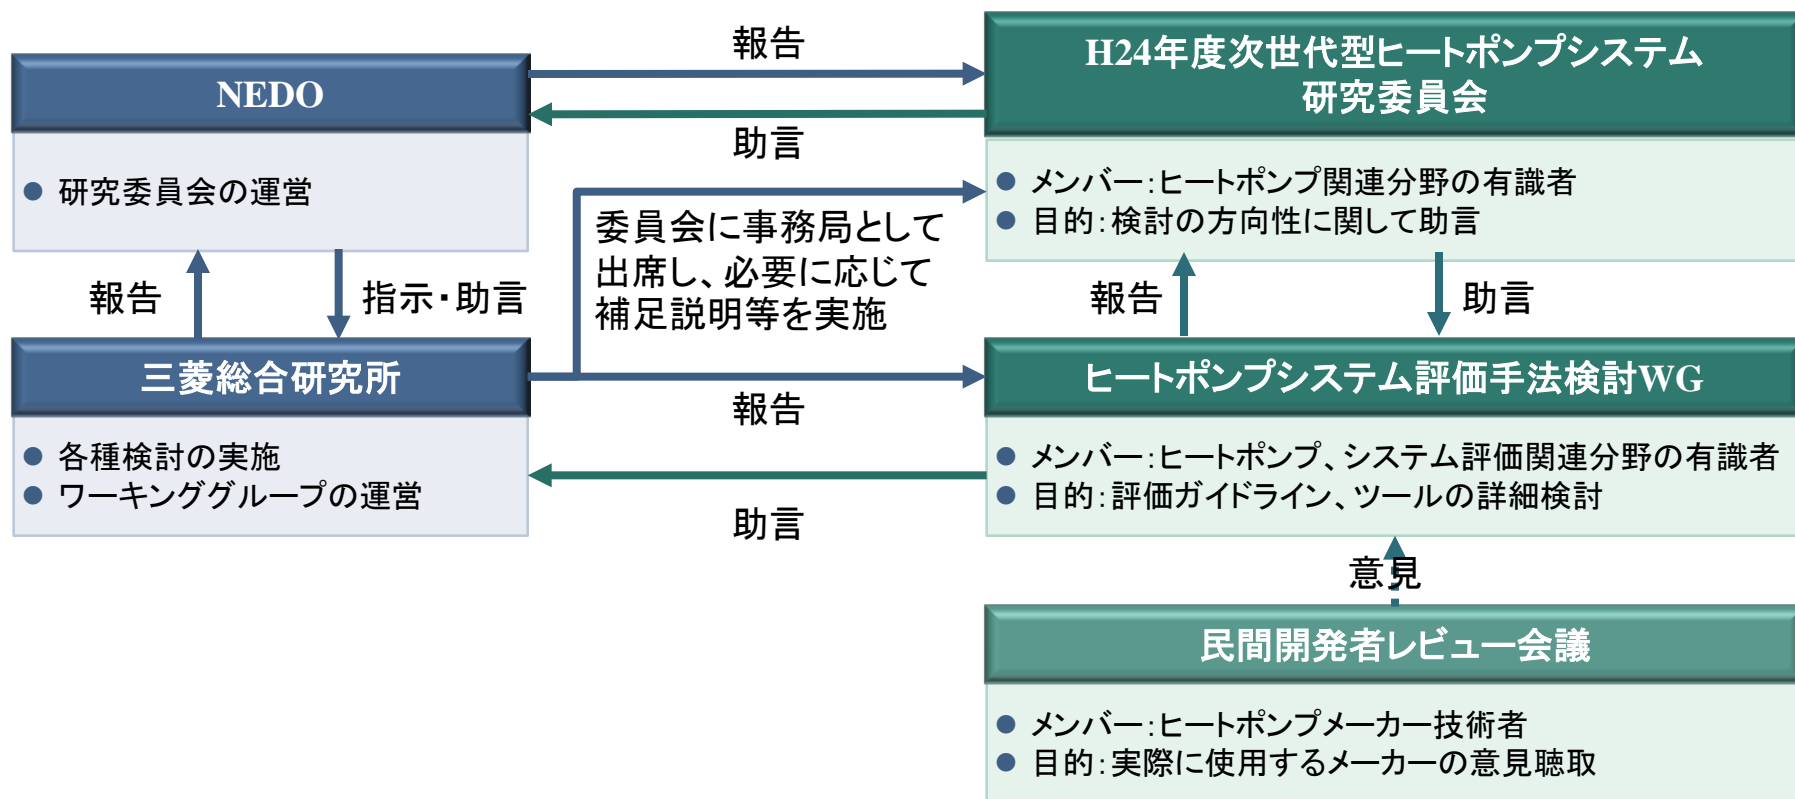 NEDO
● 研究委員会の運営
報告
助言
H24年度次世代型ヒートポンプシステム
研究委員会
● メンバー：ヒートポンプ関連分野の有識者
● 目的：検討の方向性に関して助言
委員会に事務局として
出席し、必要に応じて
補足説明等を実施
報告
指示・助言
報告
助言
三菱総合研究所
● 各種検討の実施
● ワーキンググループの運営
報告
助言
ヒートポンプシステム評価手法検討WG
● メンバー：ヒートポンプ、システム評価関連分野の有識者
● 目的：評価ガイドライン、ツールの詳細検討
意見
民間開発者レビュー会議
● メンバー：ヒートポンプメーカー技術者
● 目的：実際に使用するメーカーの意見聴取